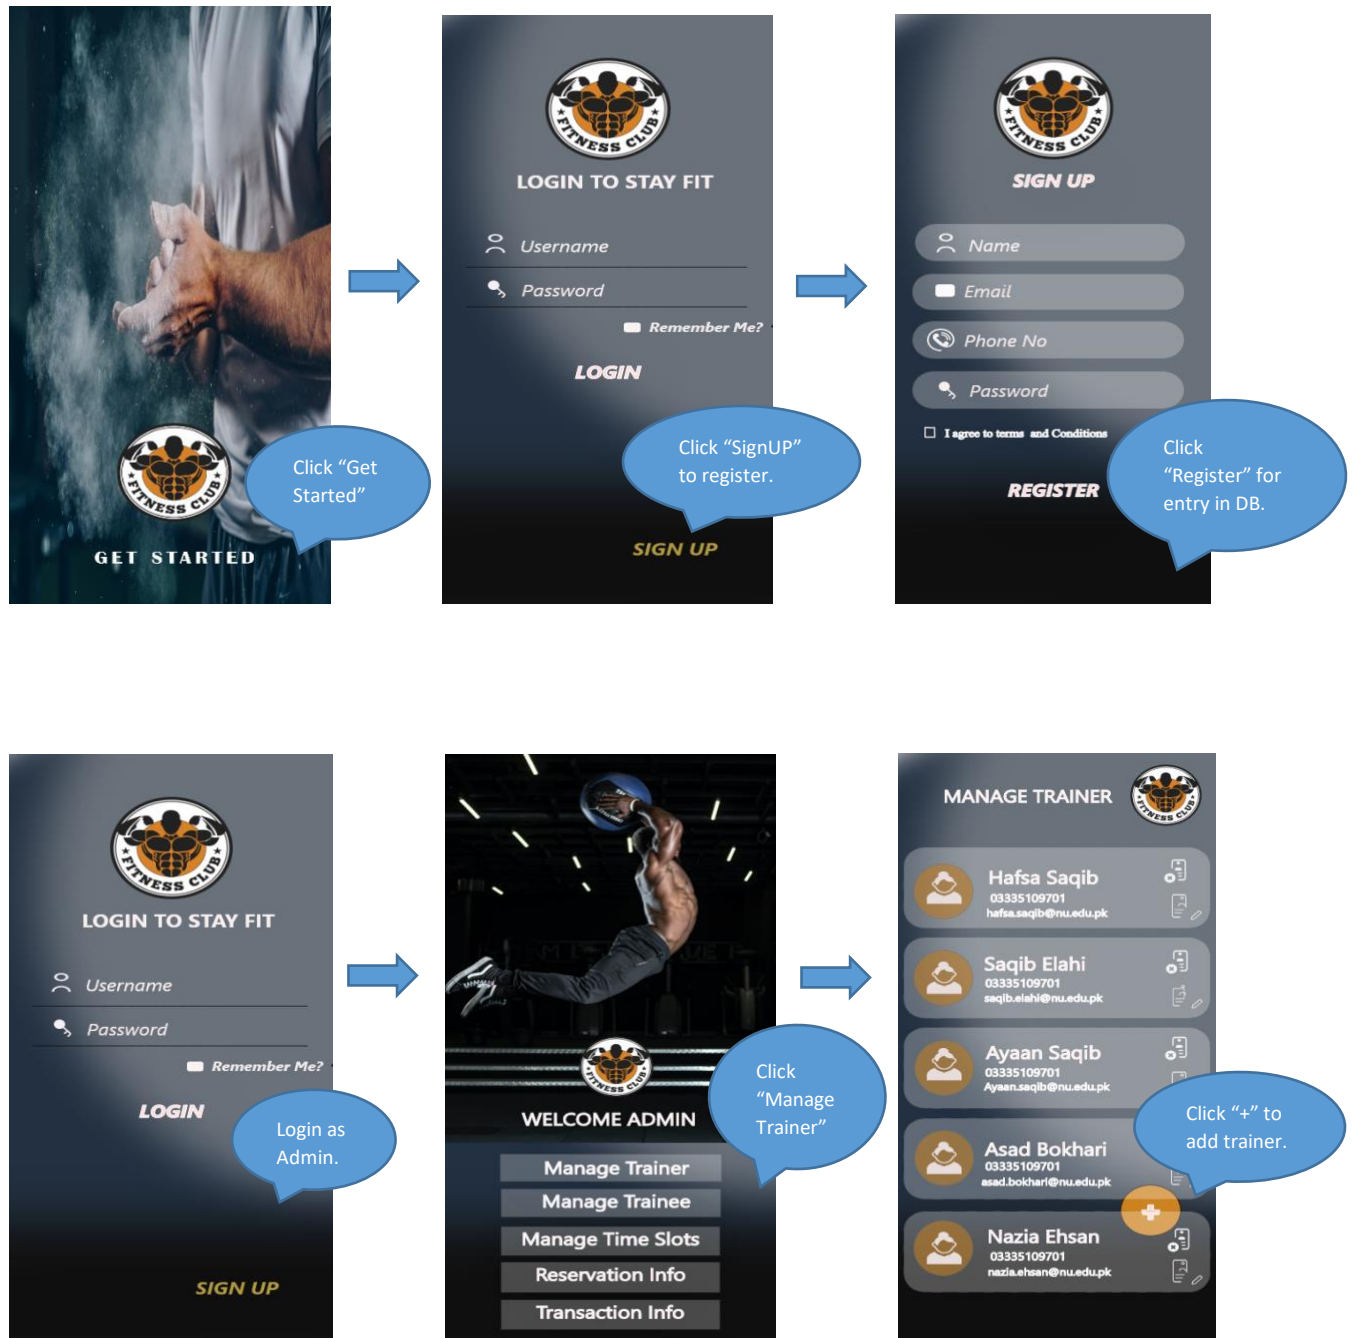 FITNESS CLUB
GET STARTED
Click “Get
Started”
FITNESS CLUB
LOGIN TO STAY FIT
Username
Password
Remember Me?
LOGIN
Click “SignUP”
to register.
SIGN UP
FITNESS CLUB
SIGN UP
Name
Email
Phone No
Password
I agree to terms and Conditions
REGISTER
Click
“Register” for
entry in DB.
FITNESS CLUB
LOGIN TO STAY FIT
Username
Password
Remember Me?
LOGIN
Login as
Admin.
SIGN UP
FITNESS CLUB
WELCOME ADMIN
Click
“Manage
Trainer”
Manage Trainer
Manage Trainee
Manage Time Slots
Reservation Info
Transaction Info
MANAGE TRAINER
FITNESS CLUB
Hafsa Saqib
03335109701
hafsa.saqib@nu.edu.pk
Saqib Elahi
03335109701
saqib.elahi@nu.edu.pk
Ayaan Saqib
03335109701
Ayaan.saqib@nu.edu.pk
Click “+” to
add trainer.
Asad Bokhari
03335109701
asad.bokhari@nu.edu.pk
Nazia Ehsan
03335109701
nazia.ehsan@nu.edu.pk